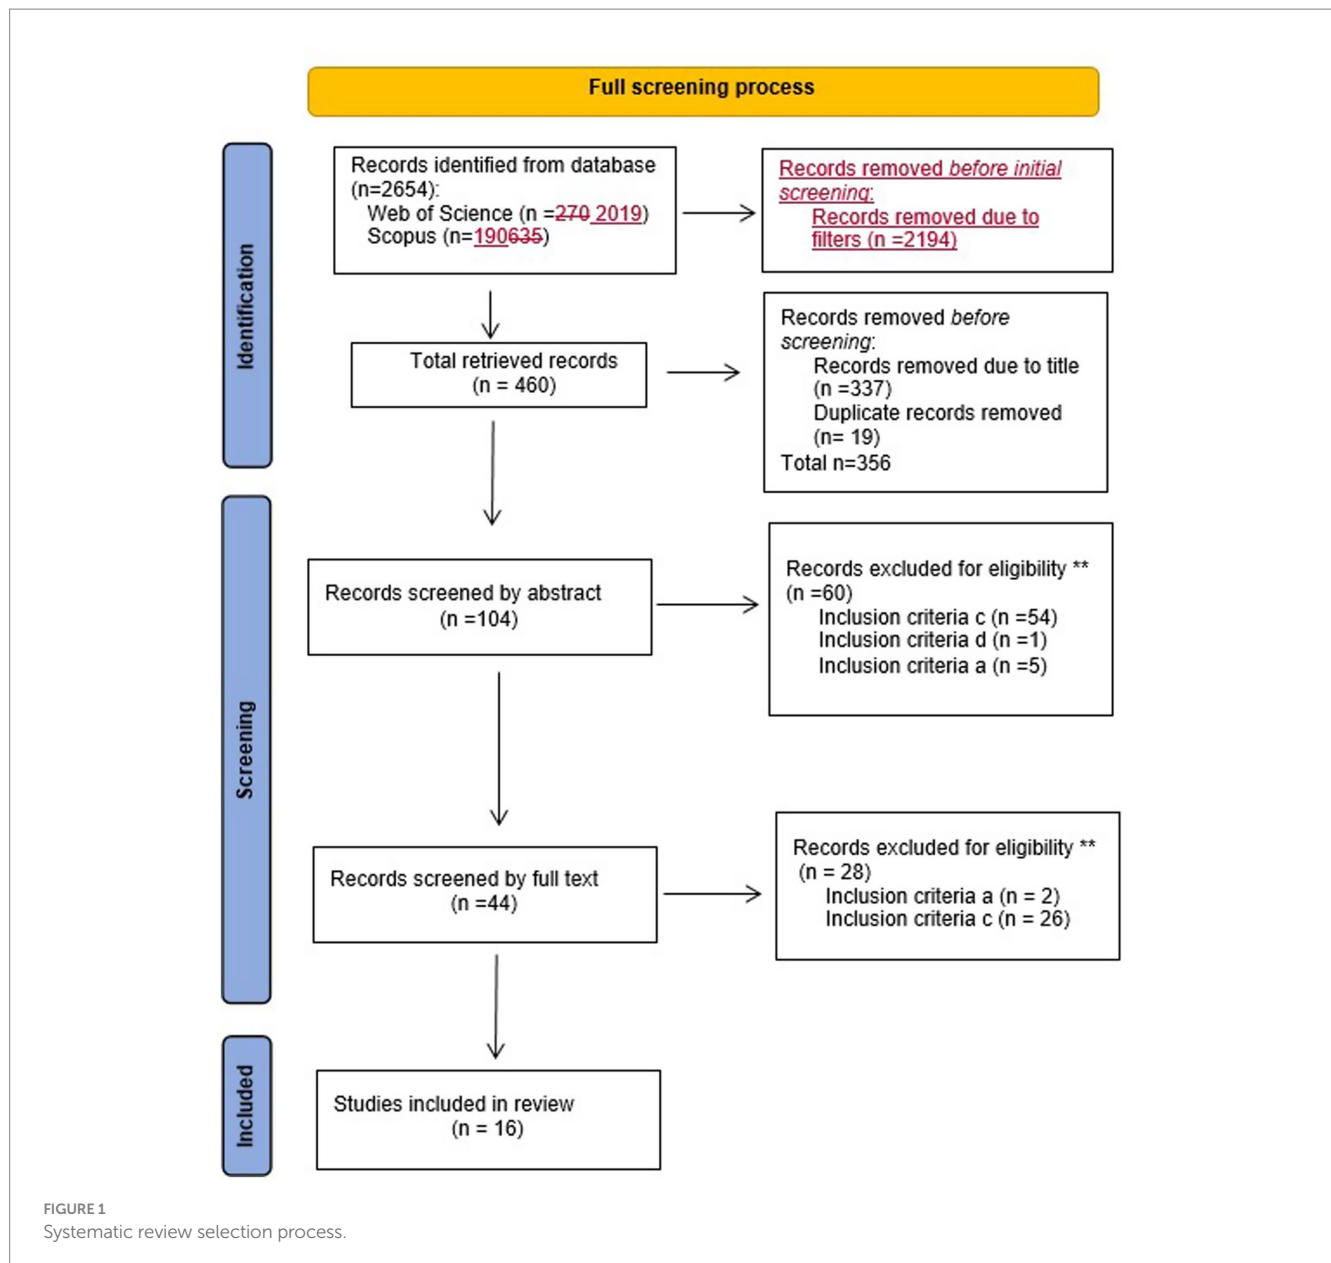 Full screening process
Identification
Records identified from database
(n=2654):
Web of Science (n =270 2019)
Scopus (n=190635)
Records removed before initial
screening:
Records removed due to
filters (n =2194)
Total retrieved records
(n = 460)
Records removed before
screening:
Records removed due to title
(n =337)
Duplicate records removed
(n= 19)
Total n=356
Screening
Records screened by abstract
(n =104)
Records excluded for eligibility **
(n =60)
Inclusion criteria c (n =54)
Inclusion criteria d (n =1)
Inclusion criteria a (n =5)
Records screened by full text
(n =44)
Records excluded for eligibility **
(n = 28)
Inclusion criteria a (n = 2)
Inclusion criteria c (n = 26)
Included
Studies included in review
(n = 16)
FIGURE 1
Systematic review selection process.